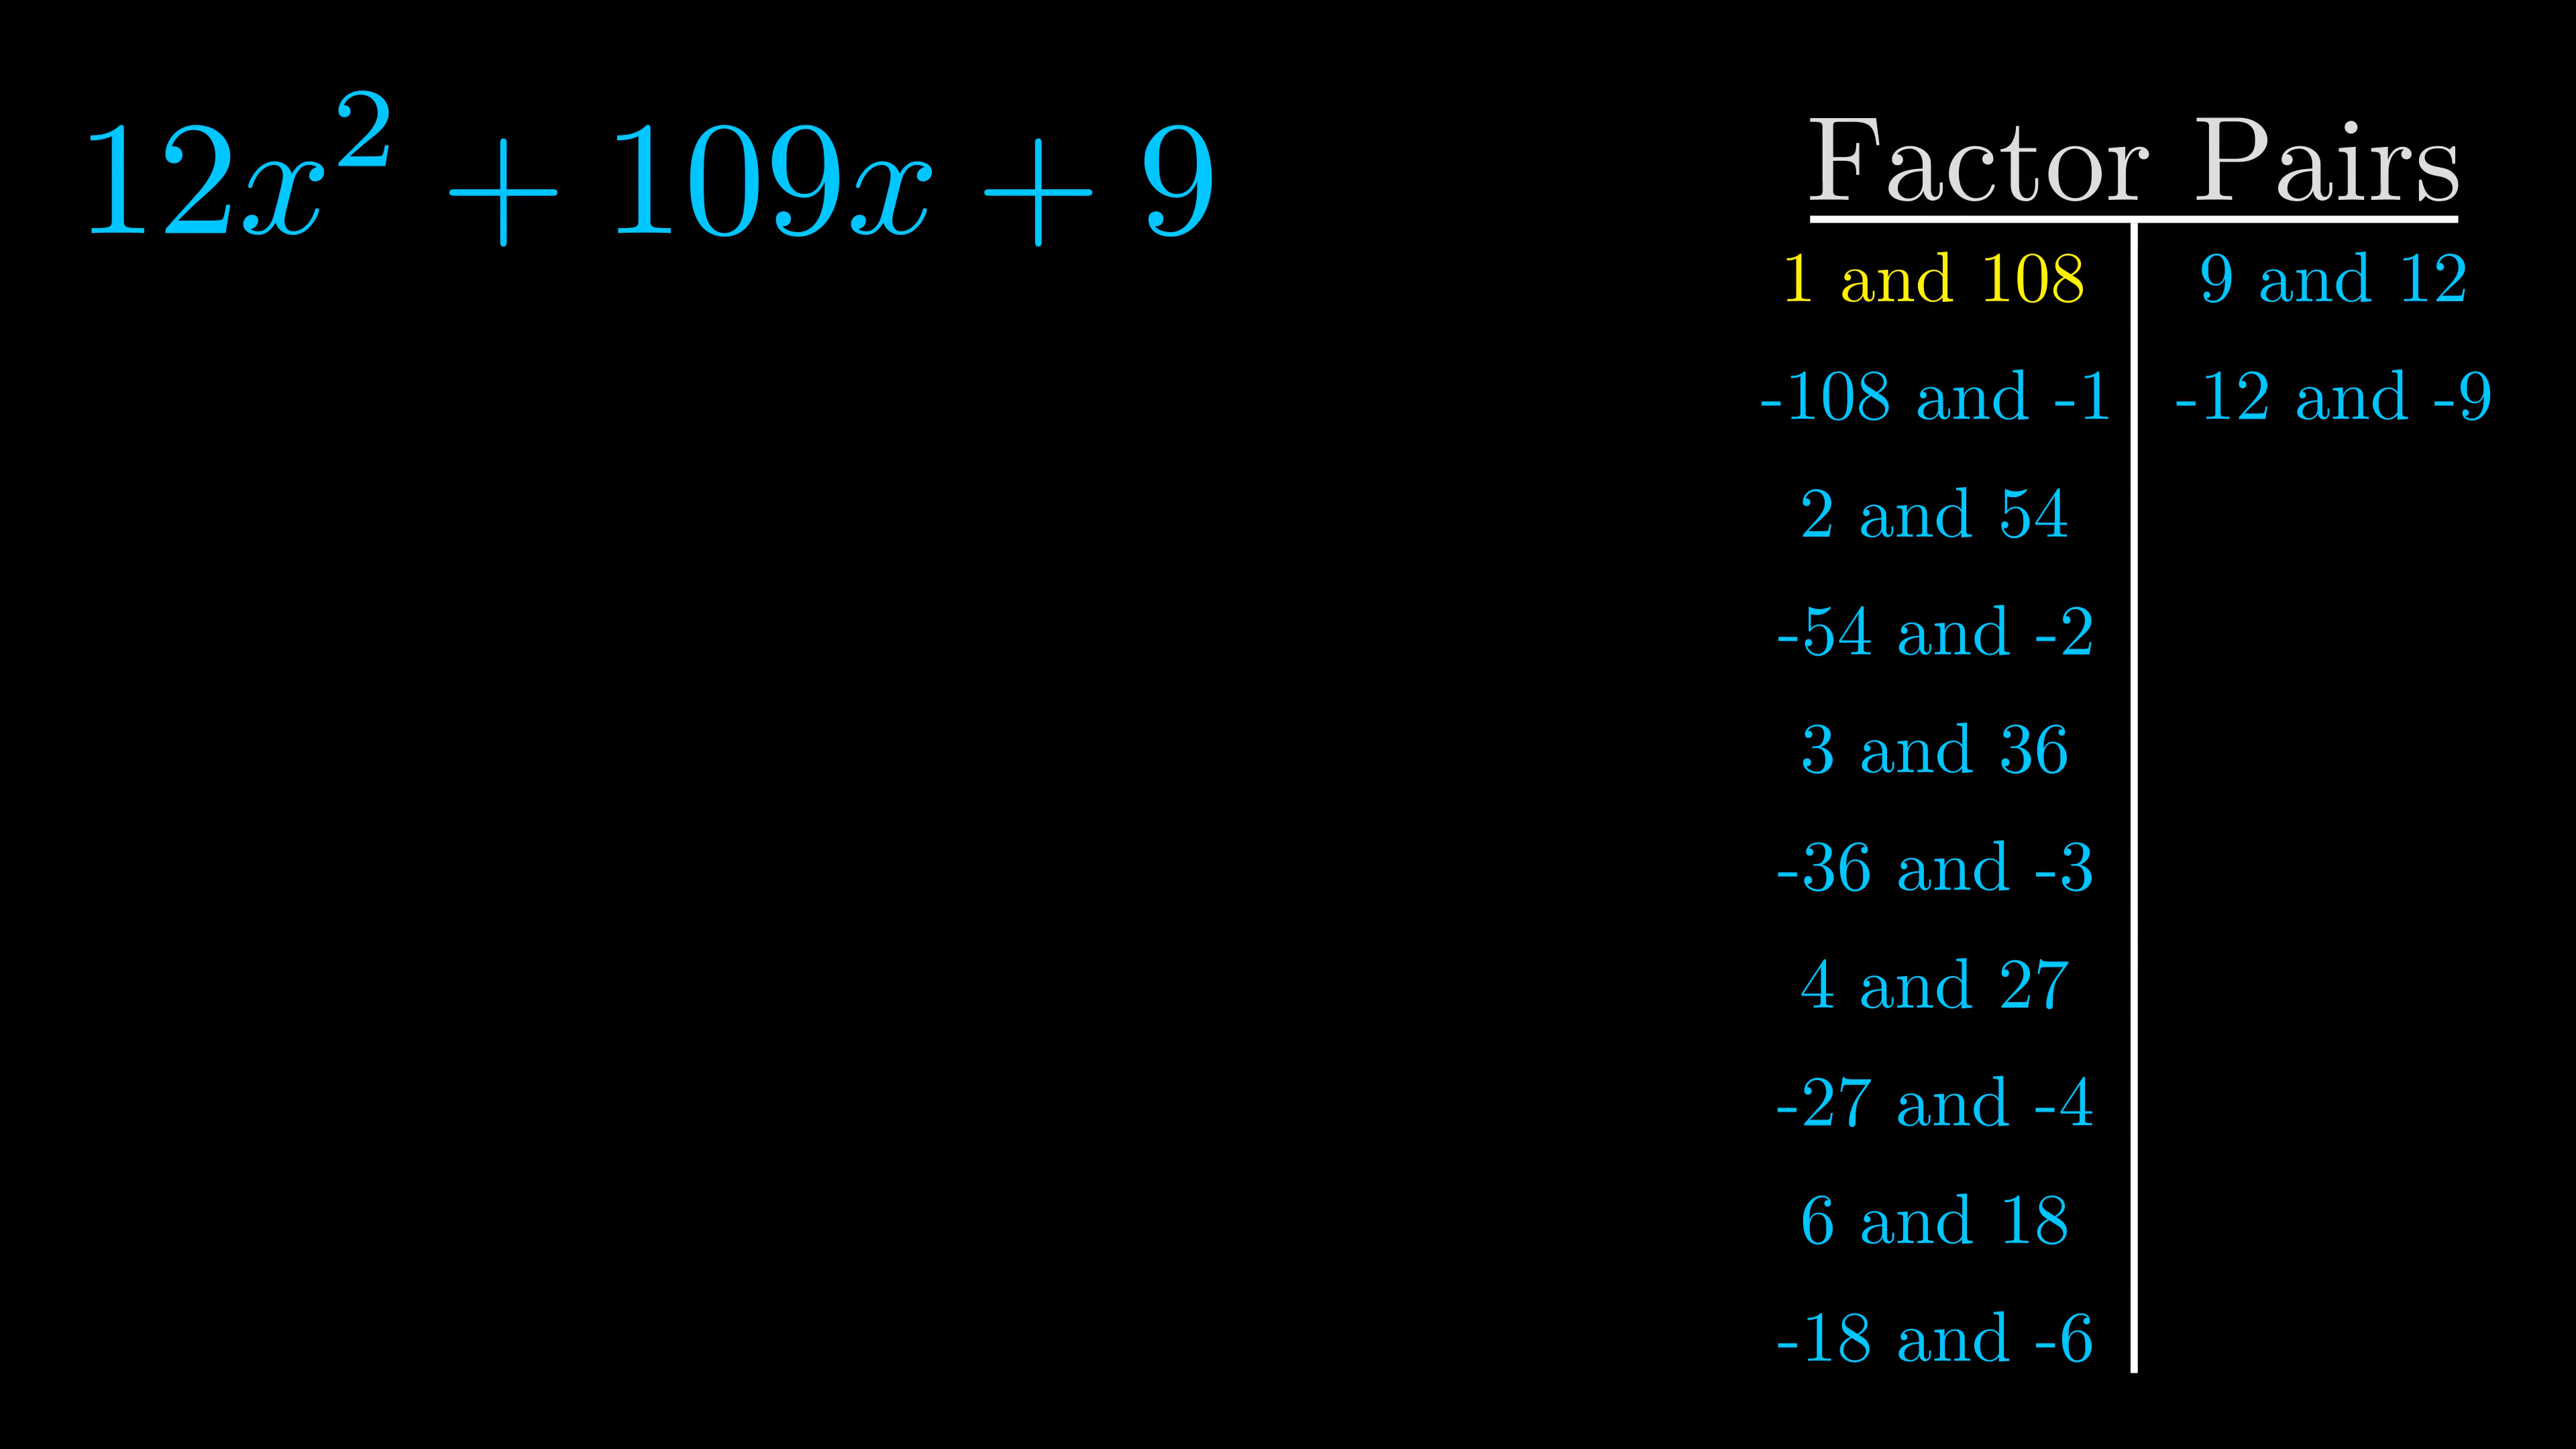 12x² + 109x + 9
Factor Pairs
1 and 108
-108 and -1
2 and 54
-54 and -2
3 and 36
-36 and -3
4 and 27
-27 and -4
6 and 18
-18 and -6
9 and 12
-12 and -9